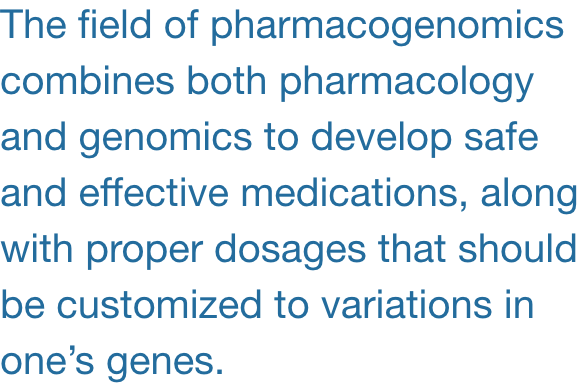 The field of pharmacogenomics
combines both pharmacology
and genomics to develop safe
and effective medications, along
with proper dosages that should
be customized to variations in
one’s genes.